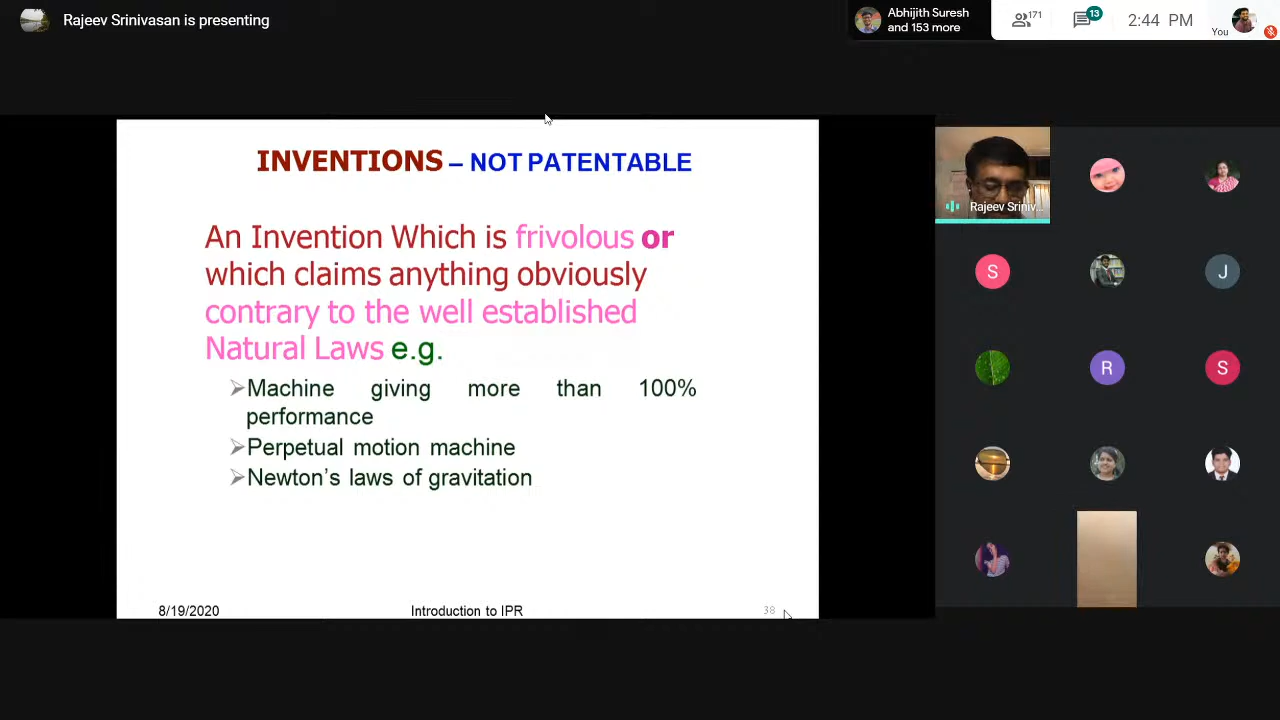 Rajeev Srinivasan is presenting
Abhijith Suresh
and 153 more
171
13
2:44 PM
You
INVENTIONS – NOT PATENTABLE
An Invention Which is frivolous or
which claims anything obviously
contrary to the well established
Natural Laws e.g.
Machine giving more than 100%
performance
Perpetual motion machine
Newton's laws of gravitation
8/19/2020
Introduction to IPR
38
Rajeev Sriniv...
S
J
R
S